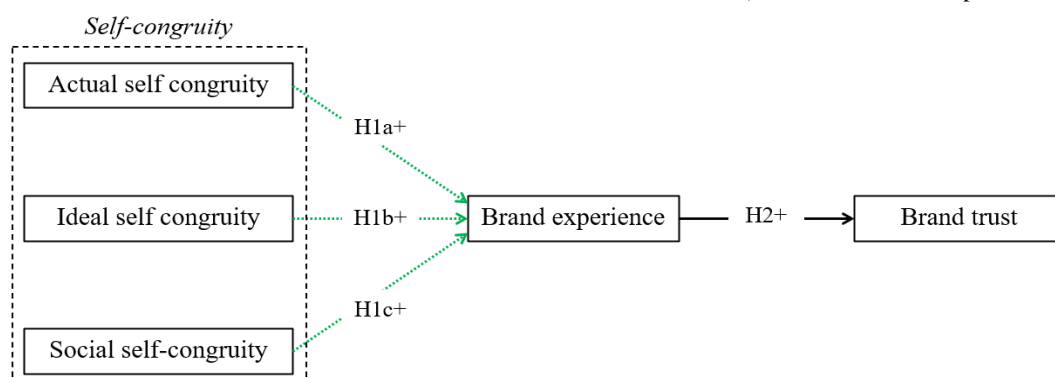 Self-congruity
Actual self congruity
H1a+
Ideal self congruity
H1b+
Brand experience
H2+
Brand trust
H1c+
Social self-congruity